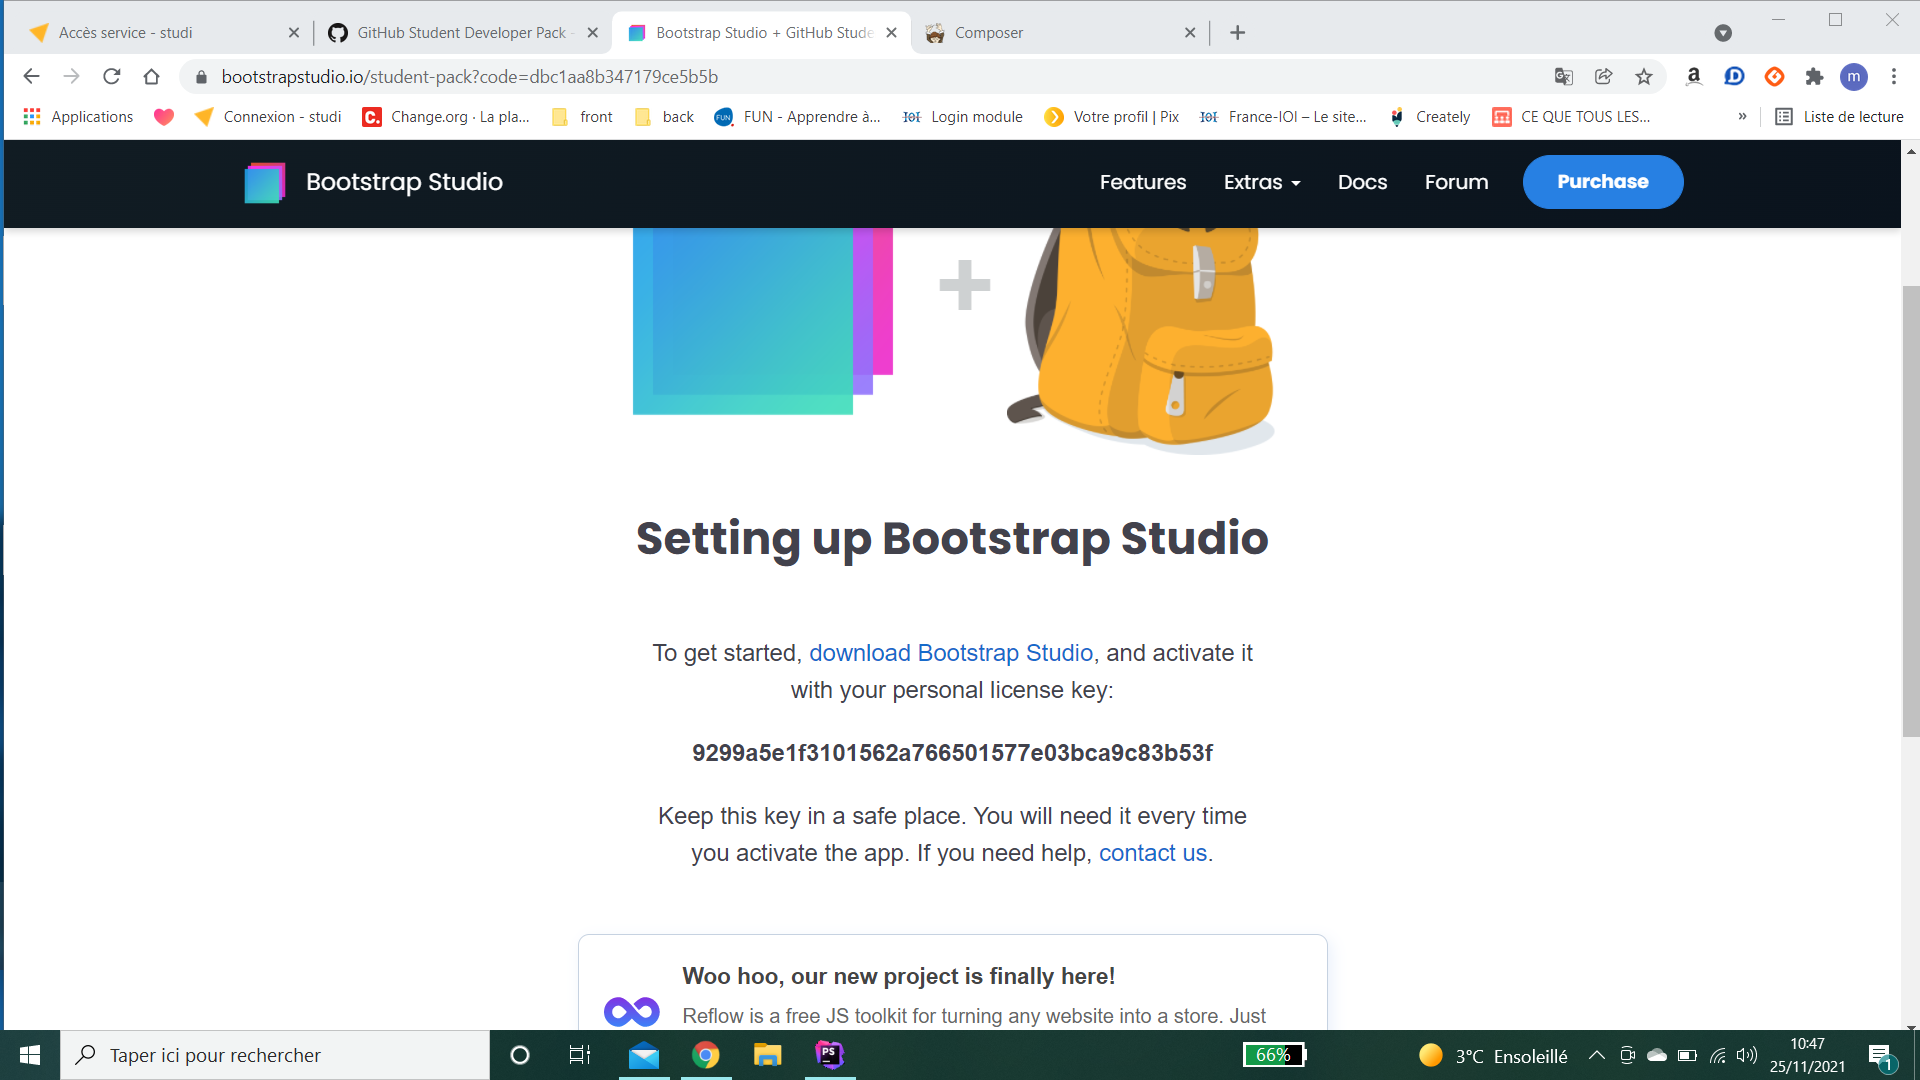 Accès service - studi
GitHub Student Developer Pack -
Bootstrap Studio + GitHub Stude
Composer
bootstrapstudio.io/student-pack?code=dbc1aa8b347179ce5b5b
m
Applications
Connexion - studi
C.
Change.org · La pla...
front
back
FUN
FUN - Apprendre à...
Login module
Votre profil | Pix
France-IOI – Le site...
Creately
CE QUE TOUS LES...
»
Liste de lecture
Bootstrap Studio
Features
Extras
Docs
Forum
Purchase
Setting up Bootstrap Studio
To get started, download Bootstrap Studio, and activate it
with your personal license key:
9299a5e1f3101562a766501577e03bca9c83b53f
Keep this key in a safe place. You will need it every time
you activate the app. If you need help, contact us.
Woo hoo, our new project is finally here!
Reflow is a free JS toolkit for turning any website into a store. Just
Taper ici pour rechercher
PS
66%
3°C Ensoleillé
10:47
25/11/2021
1